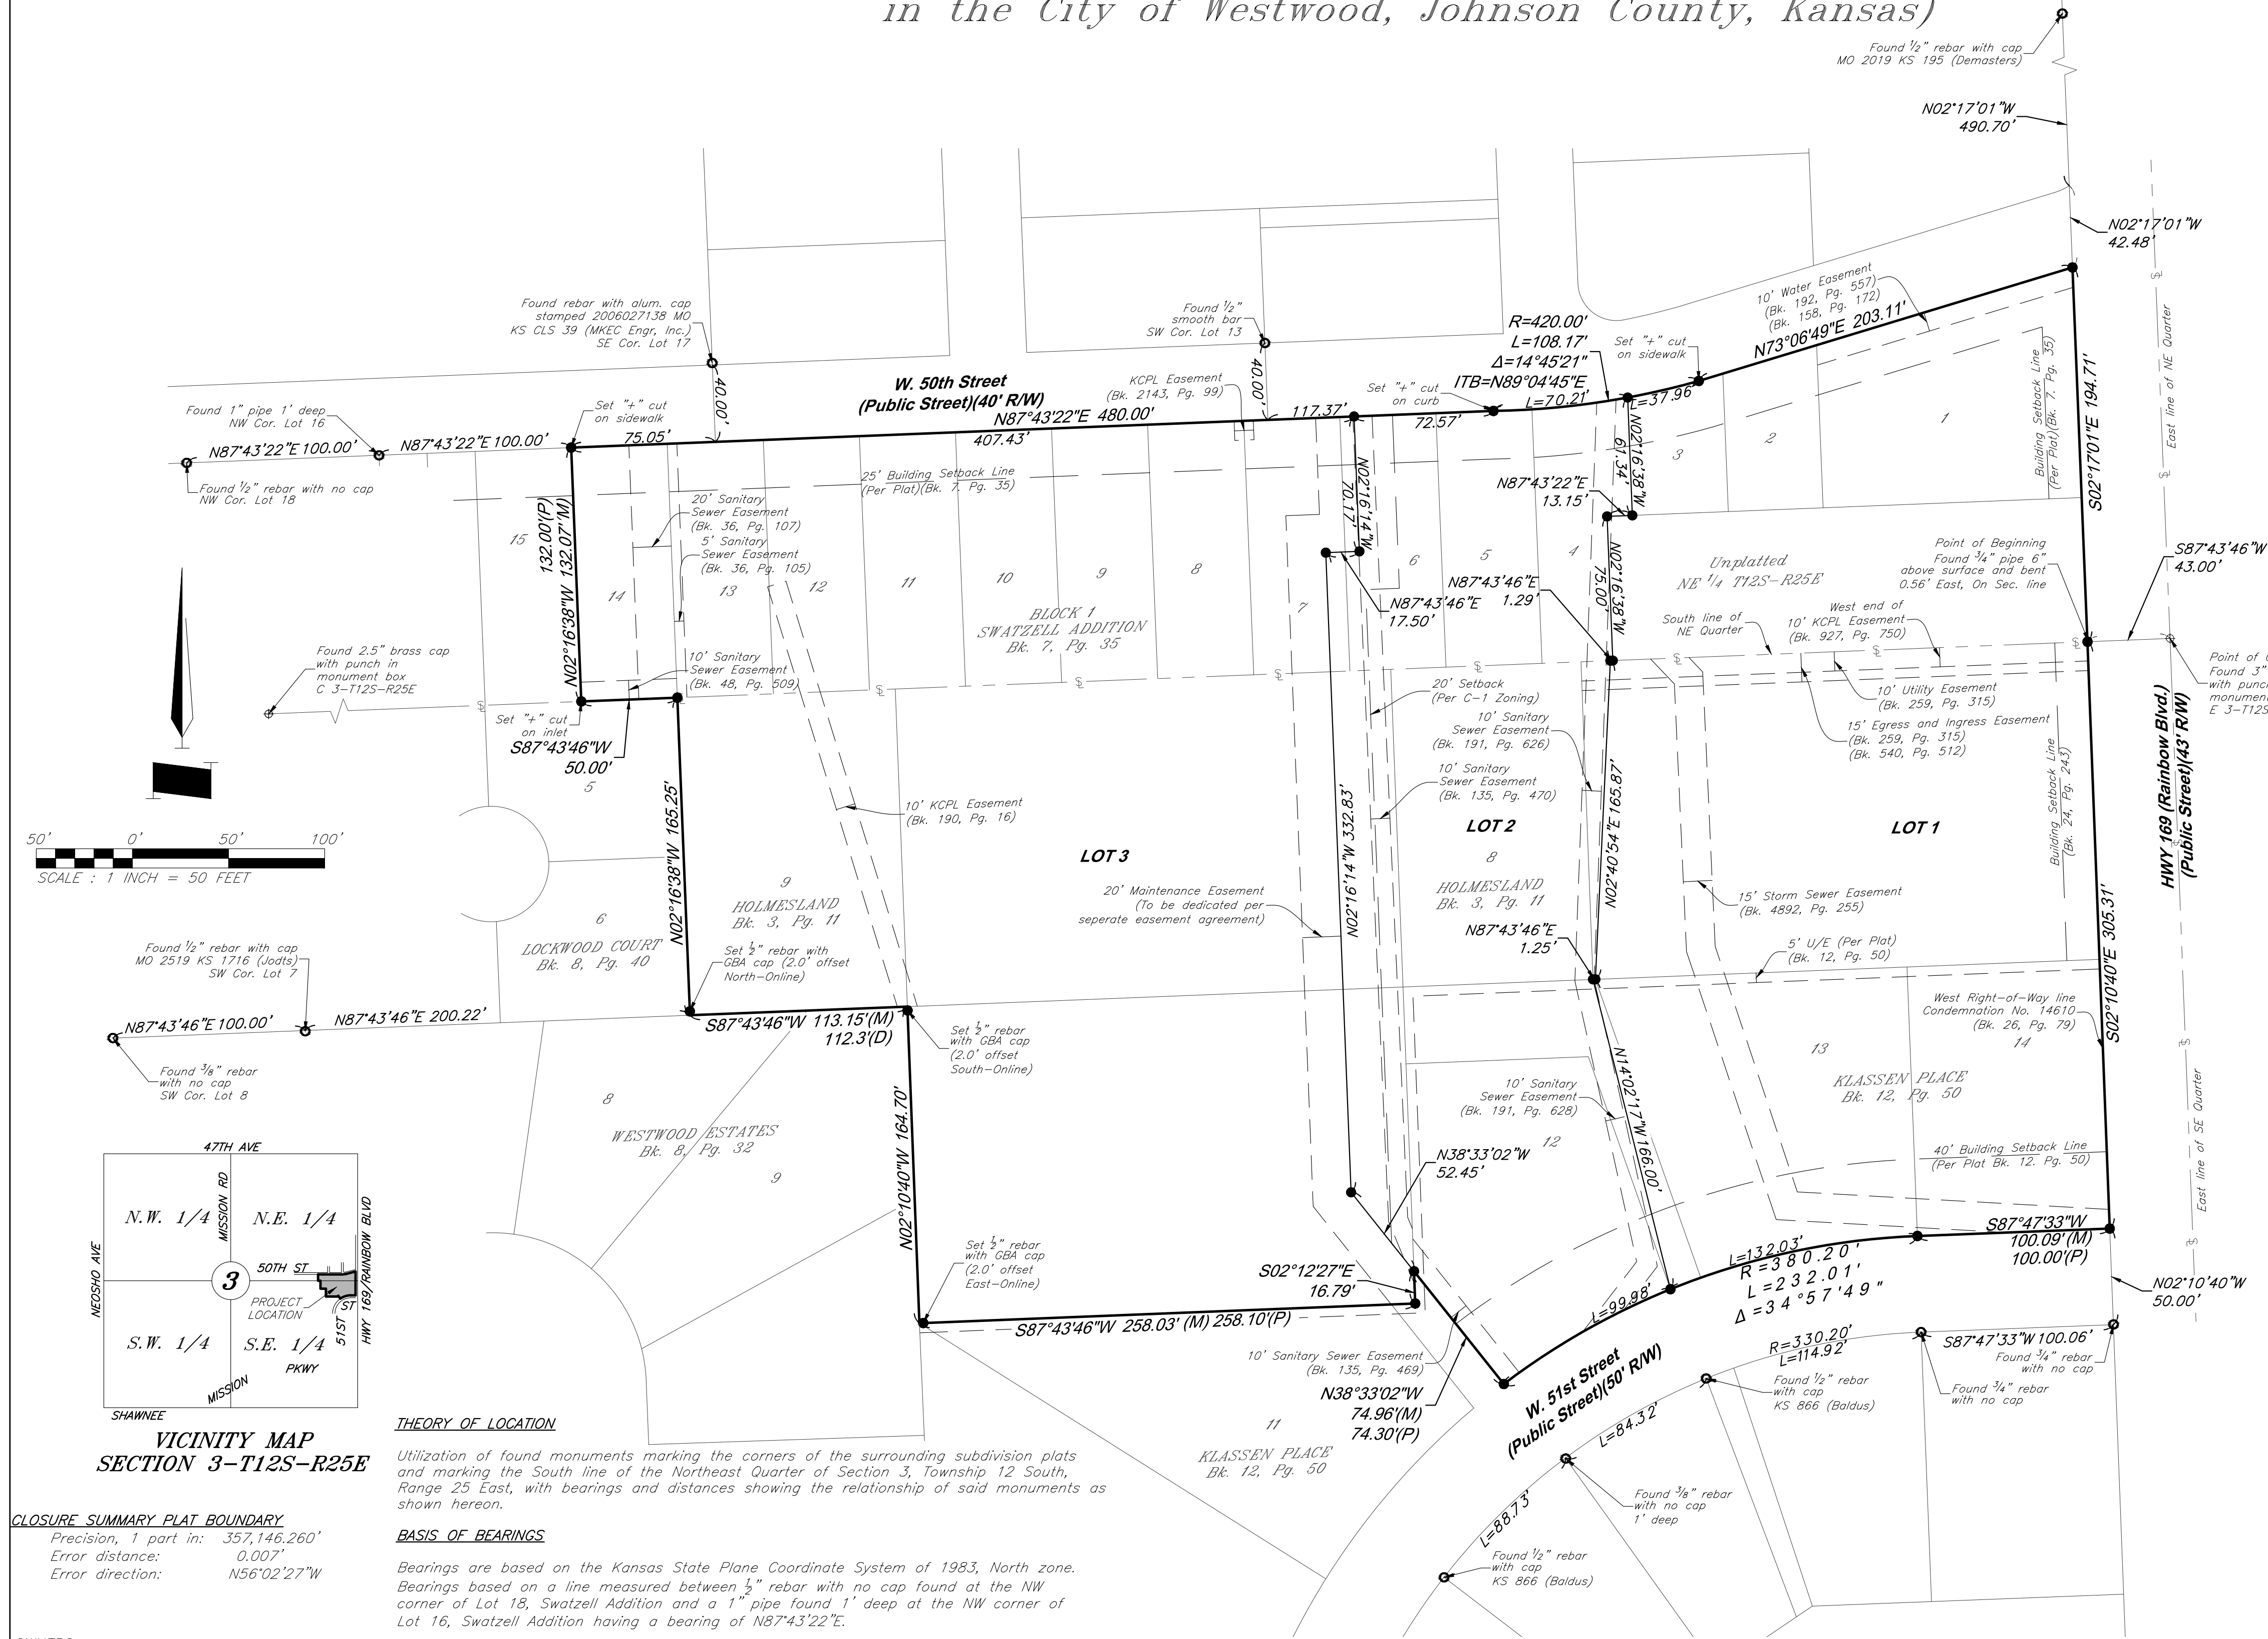 in the City of Westwood, Johnson County, Kansas)
Found 1/2" rebar with cap
MO 2019 KS 195 (Demasters)
N02°17'01"W
490.70'
N02°17'01"W
42.48'
10' Water Easement
(Bk. 192, Pg. 557)
(Bk. 158, Pg. 172)
N73°06'49"E 203.11'
Found rebar with alum. cap
stamped 2006027138 MO
KS CLS 39 (MKEC Engr, Inc.)
SE Cor. Lot 17
Found 1/2"
smooth bar
SW Cor. Lot 13
R=420.00'
L=108.17'
Δ=14°45'21"
ITB=N89°04'45"E
L=70.21'
L=37.96'
Set "+" cut
on sidewalk
40.00'
40.00'
W. 50th Street
(Public Street)(40' R/W)
N87°43'22"E 480.00'
KCPL Easement
(Bk. 2143, Pg. 99)
Set "+" cut
on curb
117.37'
72.57'
75.05'
407.43'
Found 1" pipe 1' deep
NW Cor. Lot 16
N87°43'22"E 100.00'
N87°43'22"E 100.00'
Set "+" cut
on sidewalk
Found 1/2" rebar with no cap
NW Cor. Lot 18
25' Building Setback Line
(Per Plat)(Bk. 7. Pg. 35)
Building Setback Line
(Per Plat)(Bk. 7. Pg. 35)
S02°17'01"E 194.71'
East line of NE Quarter
1
2
3
4
5
6
7
8
9
10
11
12
13
14
15
132.00'(P)
N02°16'38"W 132.07'(M)
20' Sanitary
Sewer Easement
(Bk. 36, Pg. 107)
5' Sanitary
Sewer Easement
(Bk. 36, Pg. 105)
10' Sanitary
Sewer Easement
(Bk. 48, Pg. 509)
BLOCK 1
SWATZELL ADDITION
Bk. 7, Pg. 35
N02°16'14"W
70.17'
N87°43'46"E
17.50'
N02°16'38"W
61.34'
N87°43'22"E
13.15'
N02°16'38"W
75.00'
N87°43'46"E
1.29'
Unplatted
NE 1/4 T12S-R25E
Point of Beginning
Found 3/4" pipe 6"
above surface and bent
0.56' East, On Sec. line
S87°43'46"W
43.00'
South line of
NE Quarter
West end of
10' KCPL Easement
(Bk. 927, Pg. 750)
10' Utility Easement
(Bk. 259, Pg. 315)
15' Egress and Ingress Easement
(Bk. 259, Pg. 315)
(Bk. 540, Pg. 512)
Found 3"
with punc
monument
E 3-T12S
Found 2.5" brass cap
with punch in
monument box
C 3-T12S-R25E
Set "+" cut
on inlet
S87°43'46"W
50.00'
20' Setback
(Per C-1 Zoning)
10' Sanitary
Sewer Easement
(Bk. 191, Pg. 626)
10' Sanitary
Sewer Easement
(Bk. 135, Pg. 470)
Building Setback Line
(Bk. 24, Pg. 243)
HWY 169 (Rainbow Blvd.)
(Public Street)(43' R/W)
50' 0' 50' 100'
SCALE : 1 INCH = 50 FEET
5
6
LOCKWOOD COURT
Bk. 8, Pg. 40
N02°16'38"W 165.25'
10' KCPL Easement
(Bk. 190, Pg. 16)
9
HOLMESLAND
Bk. 3, Pg. 11
LOT 3
N02°16'14"W 332.83'
20' Maintenance Easement
(To be dedicated per
seperate easement agreement)
LOT 2
8
HOLMESLAND
Bk. 3, Pg. 11
N02°40'54"E 165.87'
N87°43'46"E
1.25'
LOT 1
15' Storm Sewer Easement
(Bk. 4892, Pg. 255)
5' U/E (Per Plat)
(Bk. 12, Pg. 50)
S02°10'40"E 305.31'
Found 1/2" rebar with cap
MO 2519 KS 1716 (Jodts)
SW Cor. Lot 7
N87°43'46"E 100.00'
N87°43'46"E 200.22'
Found 3/8" rebar
with no cap
SW Cor. Lot 8
Set 1/2" rebar with
GBA cap (2.0' offset
North-Online)
S87°43'46"W 113.15'(M)
112.3'(D)
Set 1/2" rebar
with GBA cap
(2.0' offset
South-Online)
West Right-of-Way line
Condemnation No. 14610
(Bk. 26, Pg. 79)
13
14
KLASSEN PLACE
Bk. 12, Pg. 50
8
WESTWOOD ESTATES
Bk. 8, Pg. 32
9
N02°10'40"W 164.70'
10' Sanitary
Sewer Easement
(Bk. 191, Pg. 628)
12
N14°02'17"W 166.00'
N38°33'02"W
52.45'
40' Building Setback Line
(Per Plat Bk. 12. Pg. 50)
East line of SE Quarter
Set 1/2" rebar
with GBA cap
(2.0' offset
East-Online)
S02°12'27"E
16.79'
S87°43'46"W 258.03' (M) 258.10'(P)
L=132.03'
R=380.20'
L=232.01'
Δ=34°57'49"
L=99.98'
S87°47'33"W
100.09'(M)
100.00'(P)
N02°10'40"W
50.00'
10' Sanitary Sewer Easement
(Bk. 135, Pg. 469)
N38°33'02"W
74.96'(M)
74.30'(P)
11
KLASSEN PLACE
Bk. 12, Pg. 50
W. 51st Street
(Public Street)(50' R/W)
R=330.20'
L=114.92'
S87°47'33"W 100.06'
Found 3/4" rebar
with no cap
Found 3/4" rebar
with no cap
Found 1/2" rebar
with cap
KS 866 (Baldus)
L=84.32'
Found 3/8" rebar
with no cap
1' deep
L=88.73'
Found 1/2" rebar
with cap
KS 866 (Baldus)
47TH AVE
MISSION RD
N.W. 1/4
N.E. 1/4
NEOSHO AVE
HWY 169/RAINBOW BLVD
50TH ST
3
PROJECT
LOCATION
51ST ST
S.W. 1/4
S.E. 1/4
MISSION PKWY
SHAWNEE
VICINITY MAP
SECTION 3-T12S-R25E
CLOSURE SUMMARY PLAT BOUNDARY
Precision, 1 part in: 357,146.260'
Error distance: 0.007'
Error direction: N56°02'27"W
THEORY OF LOCATION
Utilization of found monuments marking the corners of the surrounding subdivision plats
and marking the South line of the Northeast Quarter of Section 3, Township 12 South,
Range 25 East, with bearings and distances showing the relationship of said monuments as
shown hereon.
BASIS OF BEARINGS
Bearings are based on the Kansas State Plane Coordinate System of 1983, North zone.
Bearings based on a line measured between 1/2" rebar with no cap found at the NW
corner of Lot 18, Swatzell Addition and a 1" pipe found 1' deep at the NW corner of
Lot 16, Swatzell Addition having a bearing of N87°43'22"E.